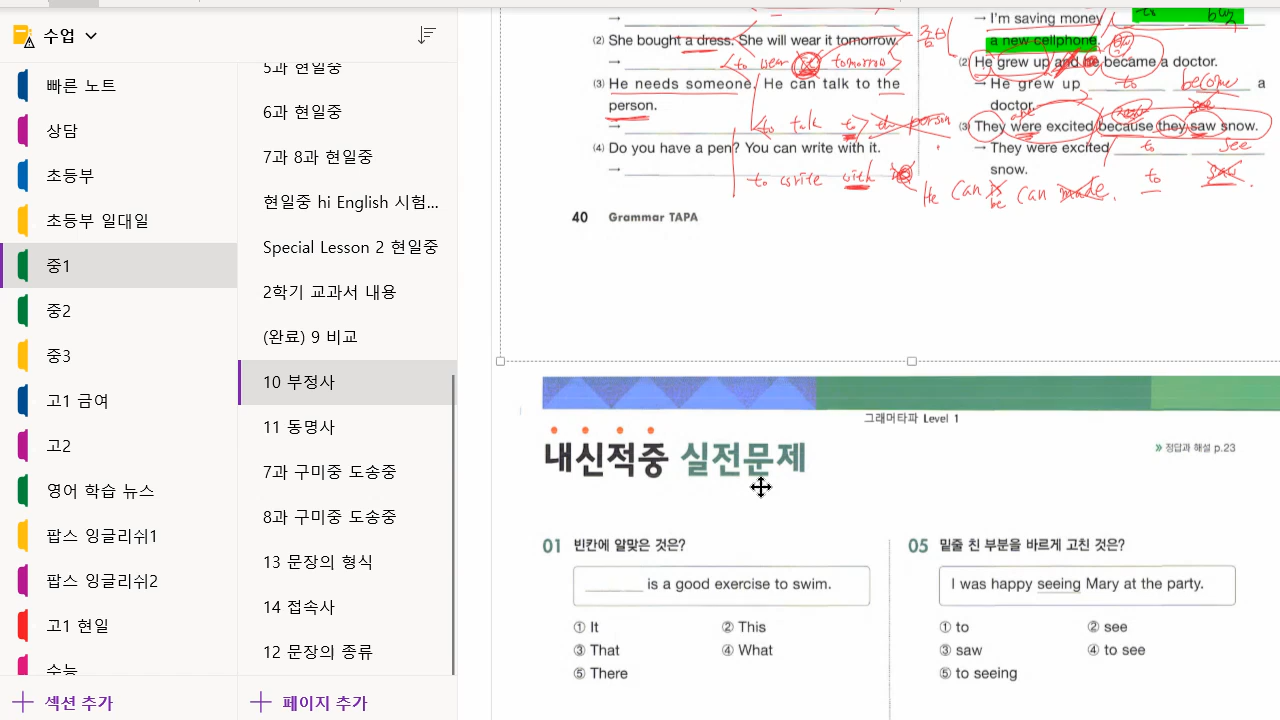 수업
빠른 노트
상담
초등부
초등부 일대일
중1
중2
중3
고1 금여
고2
영어 학습 뉴스
팝스 잉글리쉬1
팝스 잉글리쉬2
고1 현일
수능
섹션 추가
5과 현일중
6과 현일중
7과 8과 현일중
현일중 hi English 시험...
Special Lesson 2 현일중
2학기 교과서 내용
(완료) 9 비교
10 부정사
11 동명사
7과 구미중 도송중
8과 구미중 도송중
13 문장의 형식
14 접속사
12 문장의 종류
페이지 추가
→
(2) She bought a dress. She will wear it tomorrow.
→
to wear it tomorrow
(3) He needs someone. He can talk to the
person.
→
to talk to the person
(4) Do you have a pen? You can write with it.
→
to write with
40 Grammar TAPA
→ I'm saving money to buy
a new cellphone.
(2) He grew up and he became a doctor.
→ He grew up to become a
doctor.
(3) They were excited because they saw snow.
→ They were excited to see
snow.
to saw.
He can is be can made.
그래머타파 Level 1
내신적중 실전문제
» 정답과 해설 p.23
01 빈칸에 알맞은 것은?
______ is a good exercise to swim.
① It ② This
③ That ④ What
⑤ There
05 밑줄 친 부분을 바르게 고친 것은?
I was happy seeing Mary at the party.
① to ② see
③ saw ④ to see
⑤ to seeing